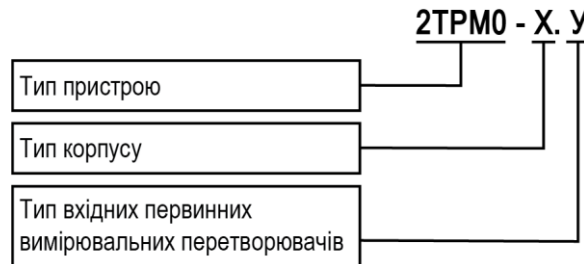 2ТРМ0 - Х. У
Тип пристрою
Тип корпусу
Тип вхідних первинних
вимірювальних перетворювачів